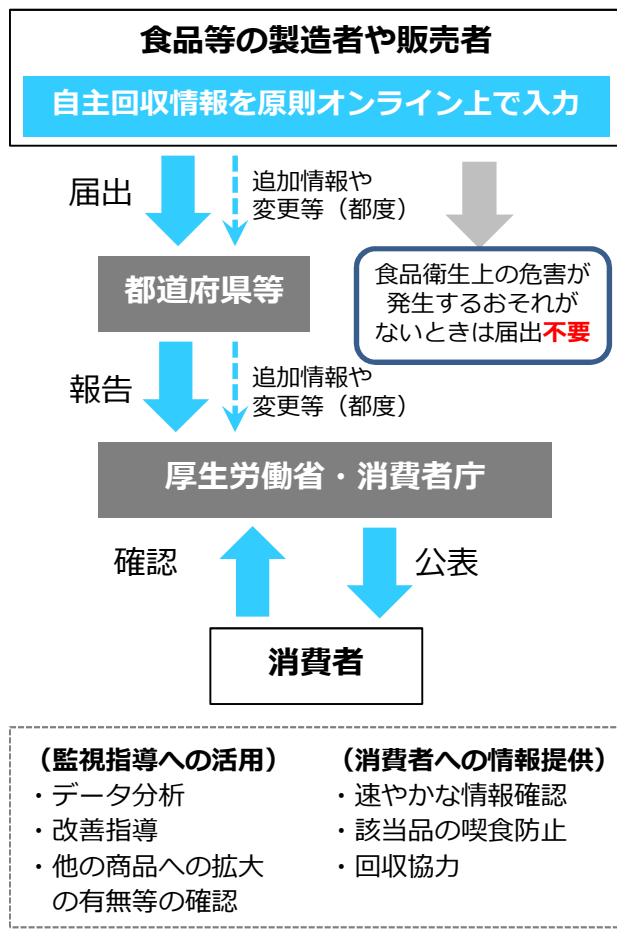 食品等の製造者や販売者
自主回収情報を原則オンライン上で入力
届出
追加情報や
変更等（都度）
食品衛生上の危害が
発生するおそれが
ないときは届出不要
都道府県等
報告
追加情報や
変更等（都度）
厚生労働省・消費者庁
確認
公表
消費者
（監視指導への活用）
・データ分析
・改善指導
・他の商品への拡大
の有無等の確認
（消費者への情報提供）
・速やかな情報確認
・該当品の喫食防止
・回収協力